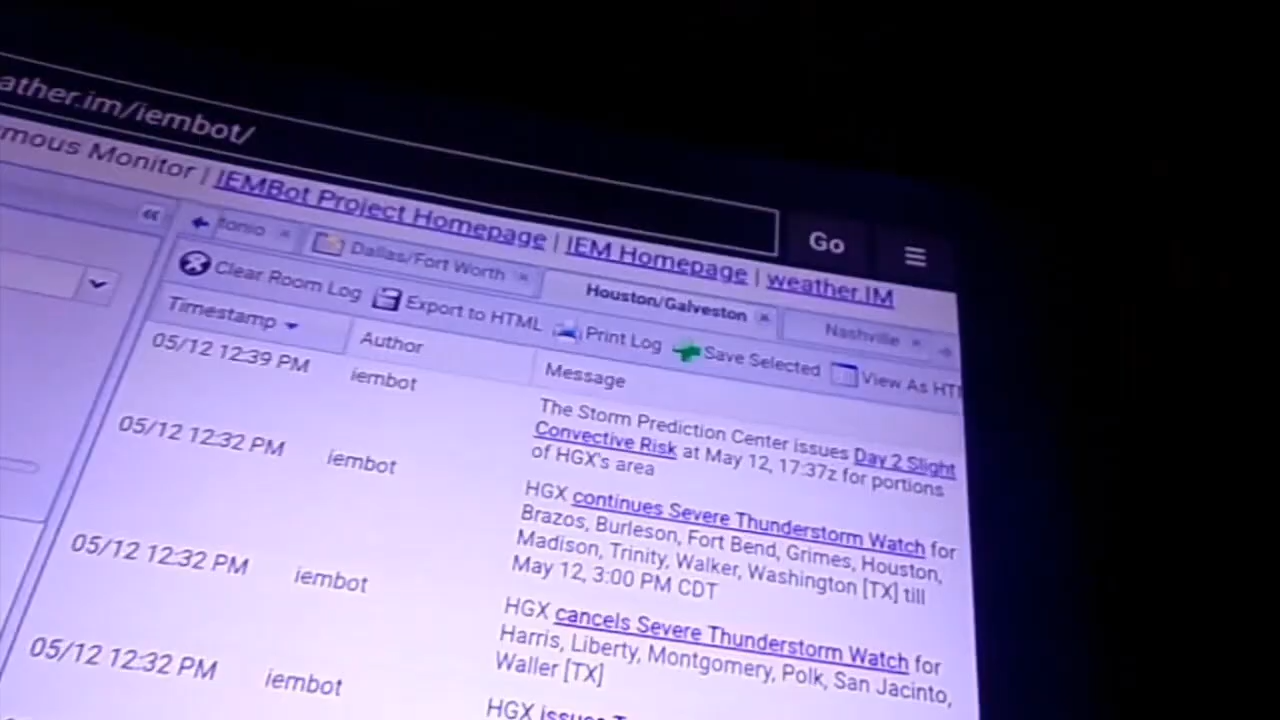 ather.im/iembot/
Go
mous Monitor | IEMBot Project Homepage | IEM Homepage | weather.IM
tonio
Dallas/Fort Worth
Houston/Galveston
Nashville
Clear Room Log
Export to HTML
Print Log
Save Selected
View As HTM
Timestamp
Author
Message
05/12 12:39 PM
iembot
The Storm Prediction Center issues Day 2 Slight
Convective Risk at May 12, 17:37z for portions
of HGX's area
05/12 12:32 PM
iembot
HGX continues Severe Thunderstorm Watch for
Brazos, Burleson, Fort Bend, Grimes, Houston,
Madison, Trinity, Walker, Washington [TX] till
May 12, 3:00 PM CDT
05/12 12:32 PM
iembot
HGX cancels Severe Thunderstorm Watch for
Harris, Liberty, Montgomery, Polk, San Jacinto,
Waller [TX]
05/12 12:32 PM
iembot
HGX issues